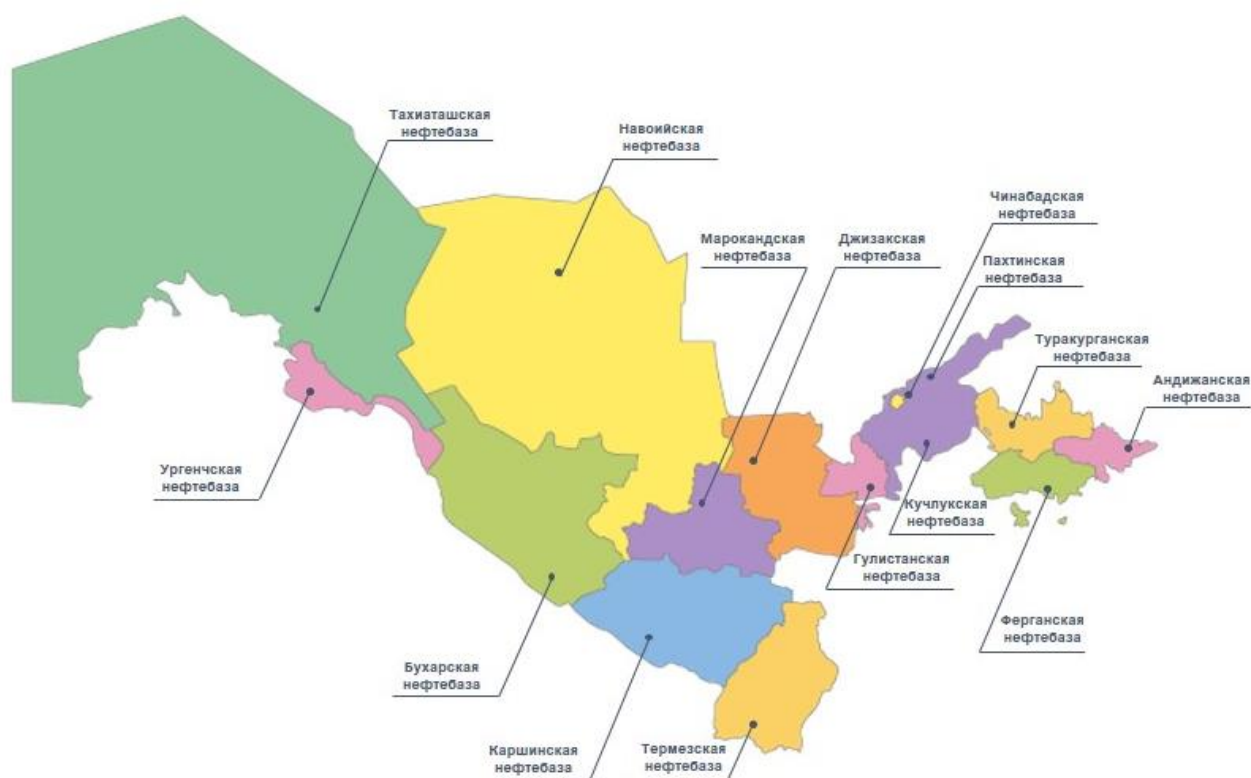 Тахиаташская
нефтебаза
Навоийская
нефтебаза
Чинабадская
нефтебаза
Марокандская
нефтебаза
Джизакская
нефтебаза
Пахтинская
нефтебаза
Туракурганская
нефтебаза
Андижанская
нефтебаза
Ургенчская
нефтебаза
Кучлукская
нефтебаза
Гулистанская
нефтебаза
Ферганская
нефтебаза
Бухарская
нефтебаза
Каршинская
нефтебаза
Термезская
нефтебаза